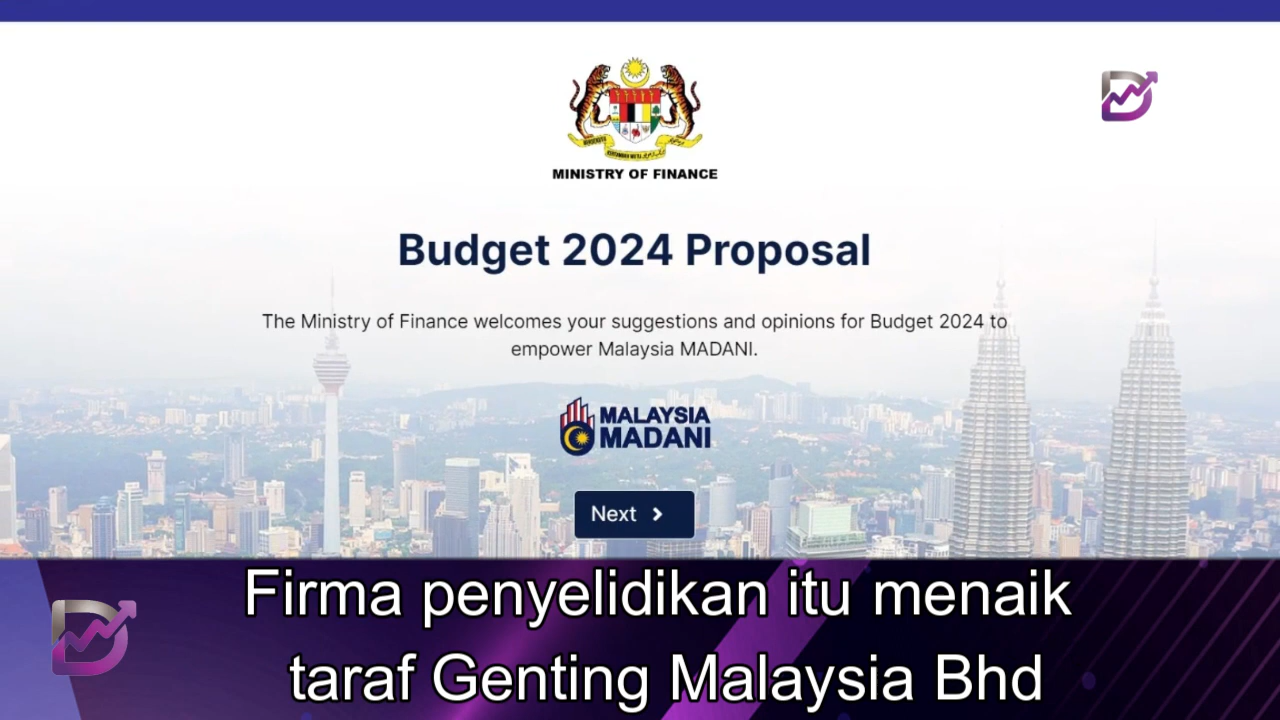 MINISTRY OF FINANCE
Budget 2024 Proposal
The Ministry of Finance welcomes your suggestions and opinions for Budget 2024 to
empower Malaysia MADANI.
MALAYSIA
MADANI
Next
Firma penyelidikan itu menaik
taraf Genting Malaysia Bhd